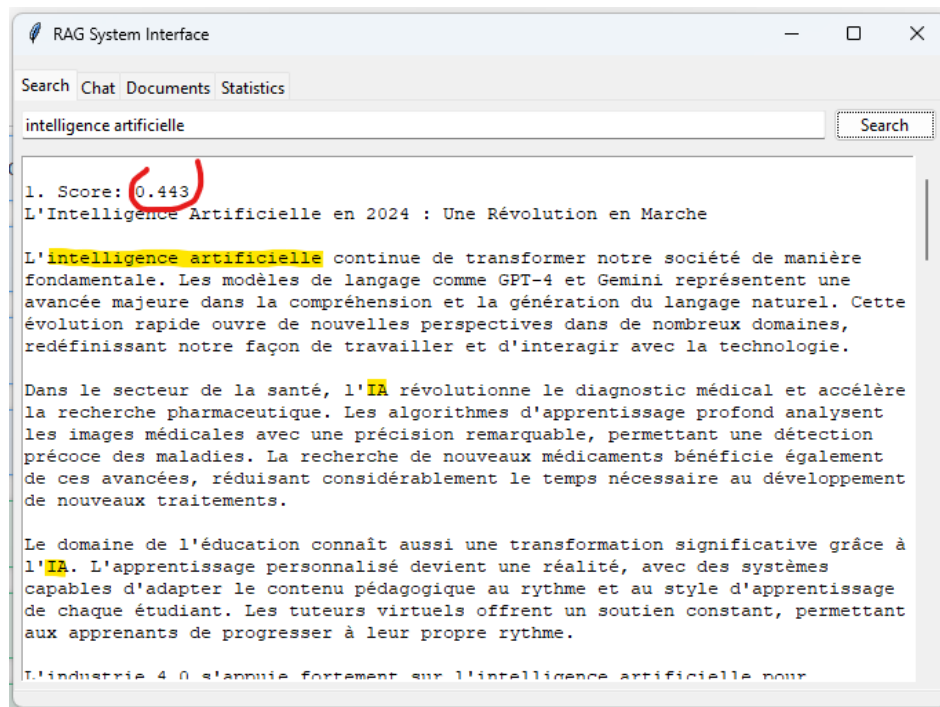 RAG System Interface
Search Chat Documents Statistics
intelligence artificielle
Search
1. Score: 0.443
L'Intelligence Artificielle en 2024 : Une Révolution en Marche
L'intelligence artificielle continue de transformer notre société de manière
fondamentale. Les modèles de langage comme GPT-4 et Gemini représentent une
avancée majeure dans la compréhension et la génération du langage naturel. Cette
évolution rapide ouvre de nouvelles perspectives dans de nombreux domaines,
redéfinissant notre façon de travailler et d'interagir avec la technologie.
Dans le secteur de la santé, l'IA révolutionne le diagnostic médical et accélère
la recherche pharmaceutique. Les algorithmes d'apprentissage profond analysent
les images médicales avec une précision remarquable, permettant une détection
précoce des maladies. La recherche de nouveaux médicaments bénéficie également
de ces avancées, réduisant considérablement le temps nécessaire au développement
de nouveaux traitements.
Le domaine de l'éducation connaît aussi une transformation significative grâce à
l'IA. L'apprentissage personnalisé devient une réalité, avec des systèmes
capables d'adapter le contenu pédagogique au rythme et au style d'apprentissage
de chaque étudiant. Les tuteurs virtuels offrent un soutien constant, permettant
aux apprenants de progresser à leur propre rythme.
L'industrie 4.0 s'appuie fortement sur l'intelligence artificielle pour